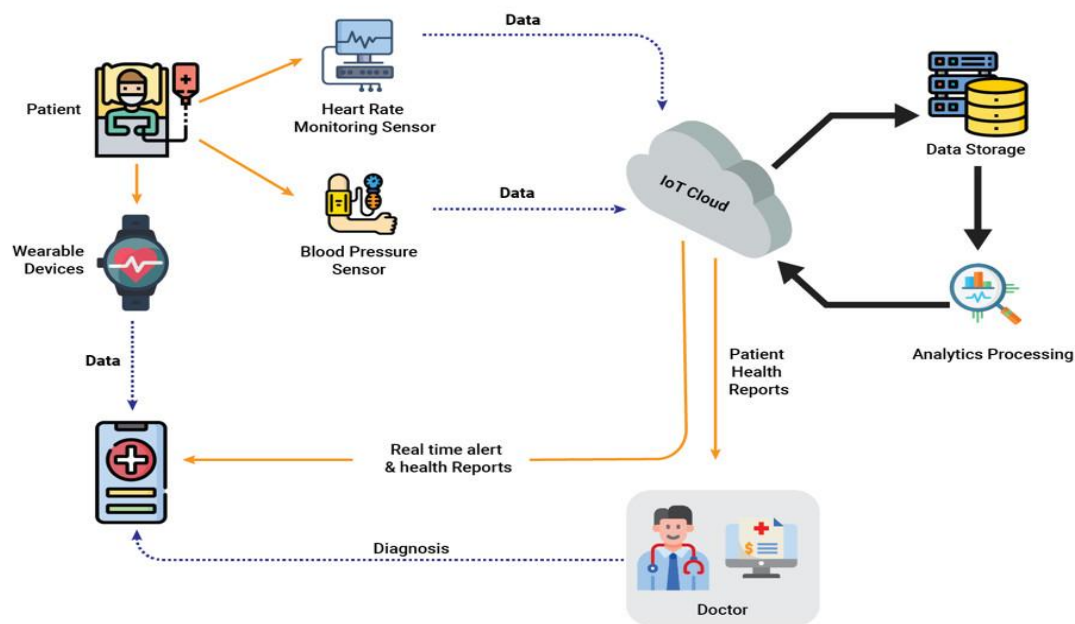 Data
Patient
Heart Rate
Monitoring Sensor
Data Storage
IoT Cloud
Data
Wearable
Devices
Blood Pressure
Sensor
Analytics Processing
Data
Patient
Health
Reports
Real time alert
& health Reports
Diagnosis
$
Doctor